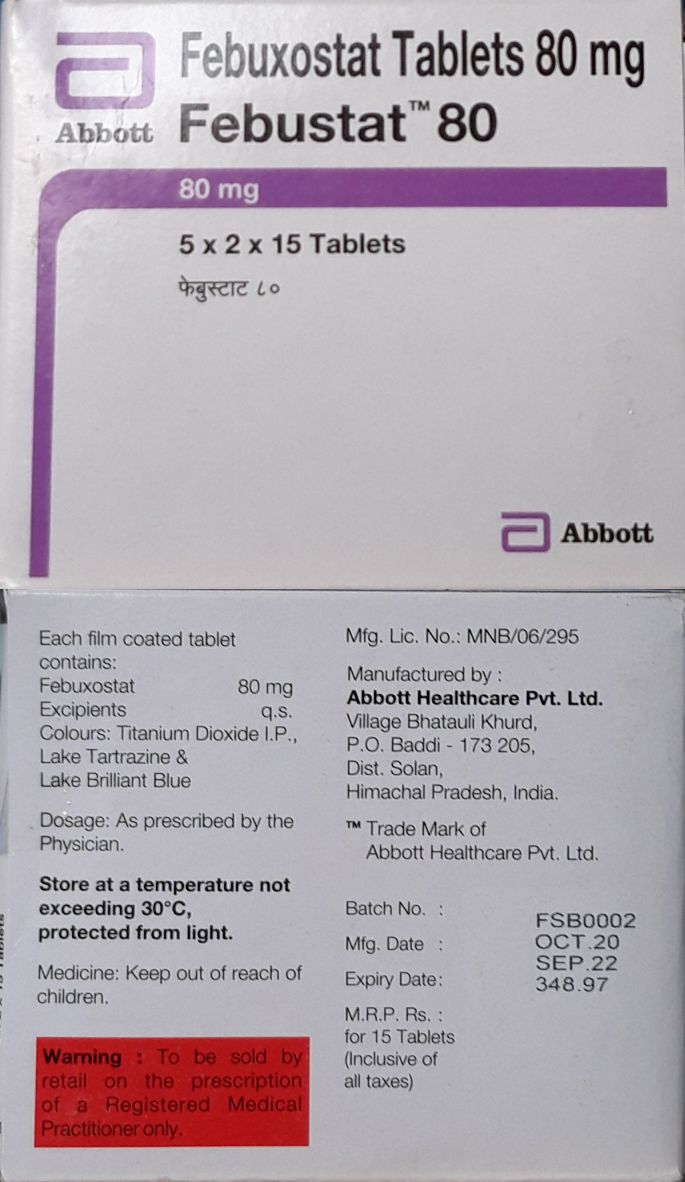 Febuxostat Tablets 80 mg
Abbott
Febustat™ 80
80 mg
5 x 2 x 15 Tablets
फेबुस्टाट ८०
Abbott
Each film coated tablet
contains:
Febuxostat 80 mg
Excipients q.s.
Colours: Titanium Dioxide I.P.,
Lake Tartrazine &
Lake Brilliant Blue
Dosage: As prescribed by the
Physician.
Store at a temperature not
exceeding 30°C,
protected from light.
Medicine: Keep out of reach of
children.
Warning : To be sold by
retail on the prescription
of a Registered Medical
Practitioner only.
Mfg. Lic. No.: MNB/06/295
Manufactured by :
Abbott Healthcare Pvt. Ltd.
Village Bhatauli Khurd,
P.O. Baddi - 173 205,
Dist. Solan,
Himachal Pradesh, India.
™ Trade Mark of
Abbott Healthcare Pvt. Ltd.
Batch No. : FSB0002
Mfg. Date : OCT.20
Expiry Date: SEP.22
M.R.P. Rs. : 348.97
for 15 Tablets
(Inclusive of
all taxes)